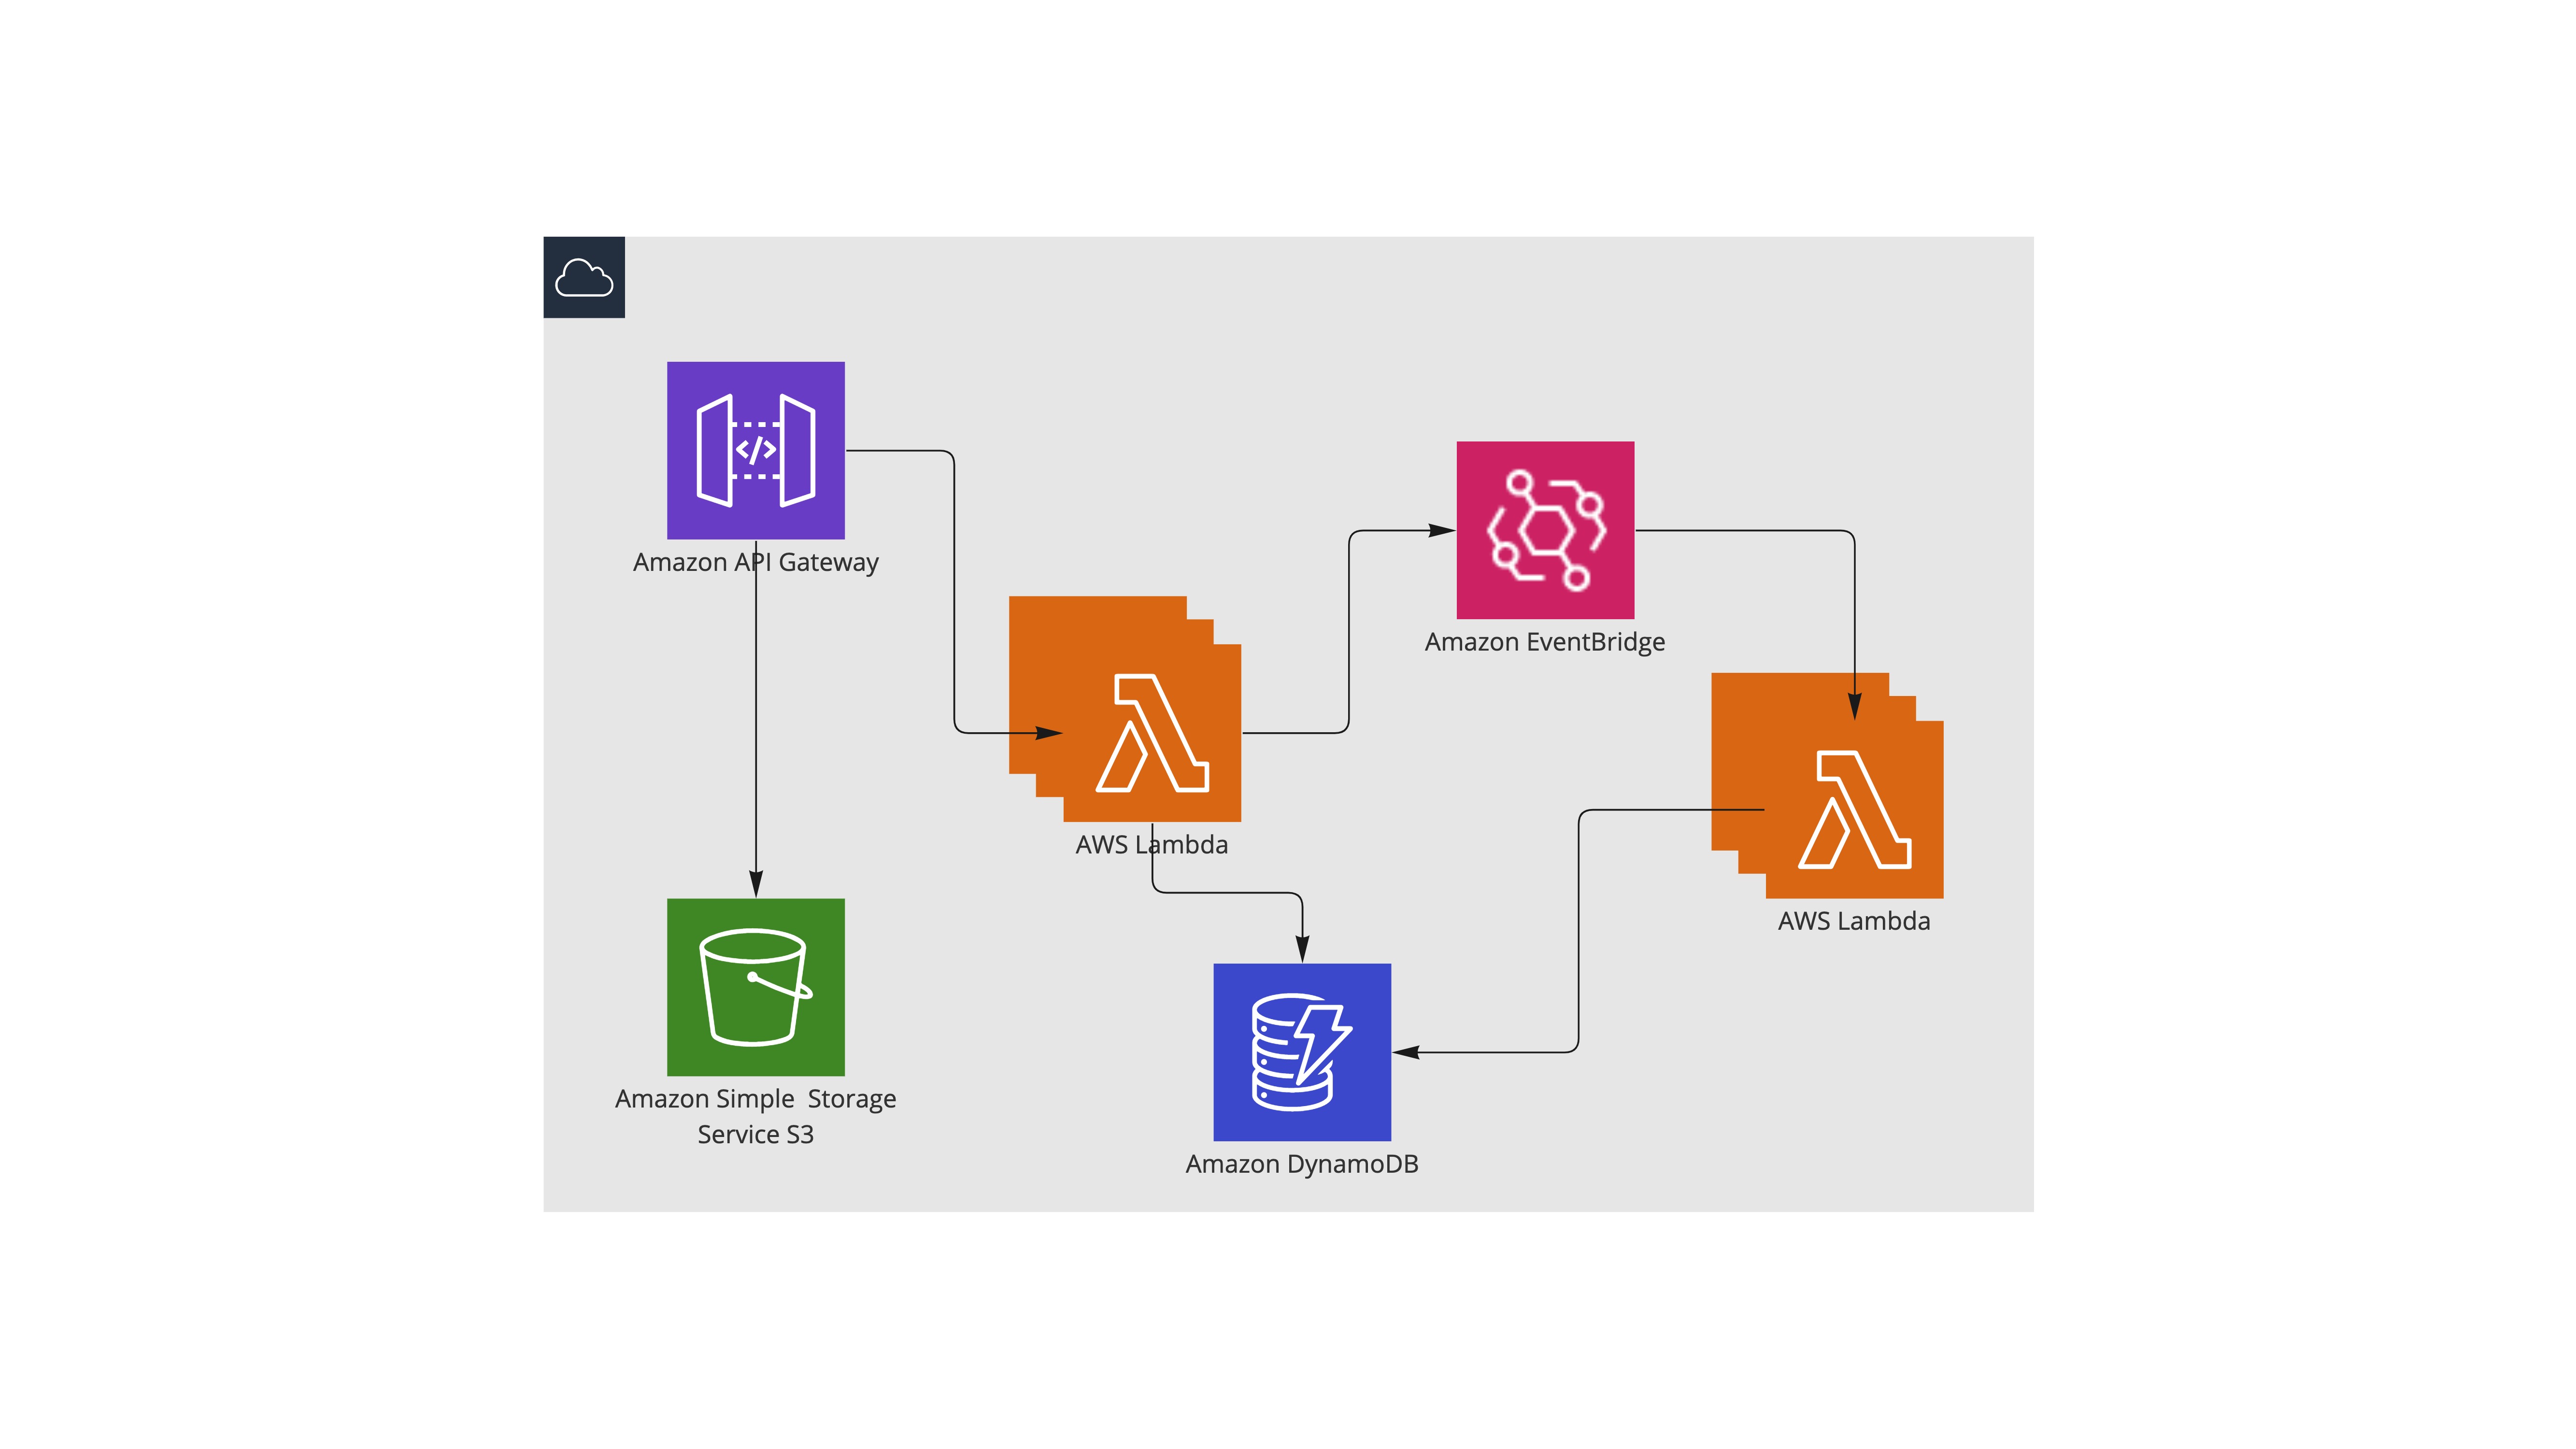 Amazon API Gateway
Amazon EventBridge
AWS Lambda
AWS Lambda
Amazon Simple  Storage
Service S3
Amazon DynamoDB